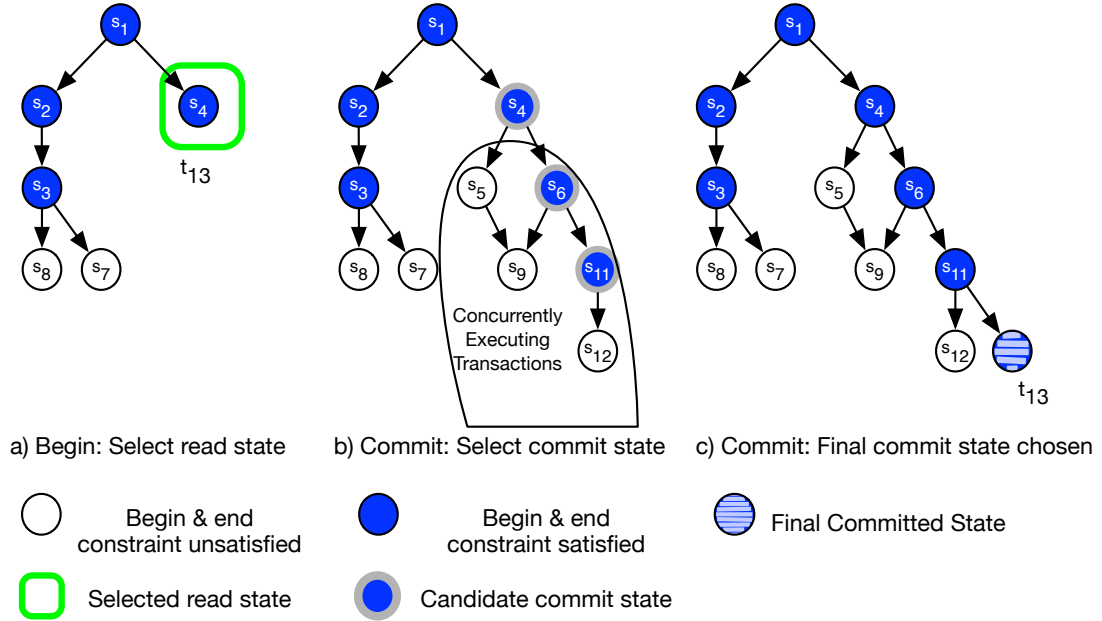 s1
s2
s4
t13
s3
s8
s7
a) Begin: Select read state
s1
s2
s4
s3
s5
s6
s8
s7
s9
s11
Concurrently
Executing
Transactions
s12
b) Commit: Select commit state
s1
s2
s4
s3
s5
s6
s8
s7
s9
s11
s12
t13
c) Commit: Final commit state chosen
Begin & end
constraint unsatisfied
Begin & end
constraint satisfied
Final Committed State
Selected read state
Candidate commit state